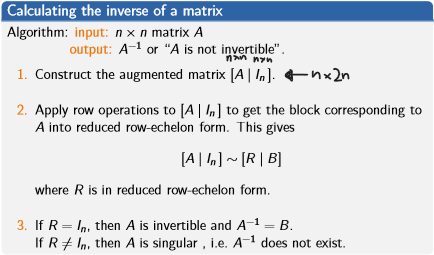 Calculating the inverse of a matrix
Algorithm: input: n × n matrix A
output: A⁻¹ or "A is not invertible".
n×n n×n
1. Construct the augmented matrix [A | Iₙ]. ← n×2n
2. Apply row operations to [A | Iₙ] to get the block corresponding to
A into reduced row-echelon form. This gives
[A | Iₙ] ∼ [R | B]
where R is in reduced row-echelon form.
3. If R = Iₙ, then A is invertible and A⁻¹ = B.
If R ≠ Iₙ, then A is singular , i.e. A⁻¹ does not exist.